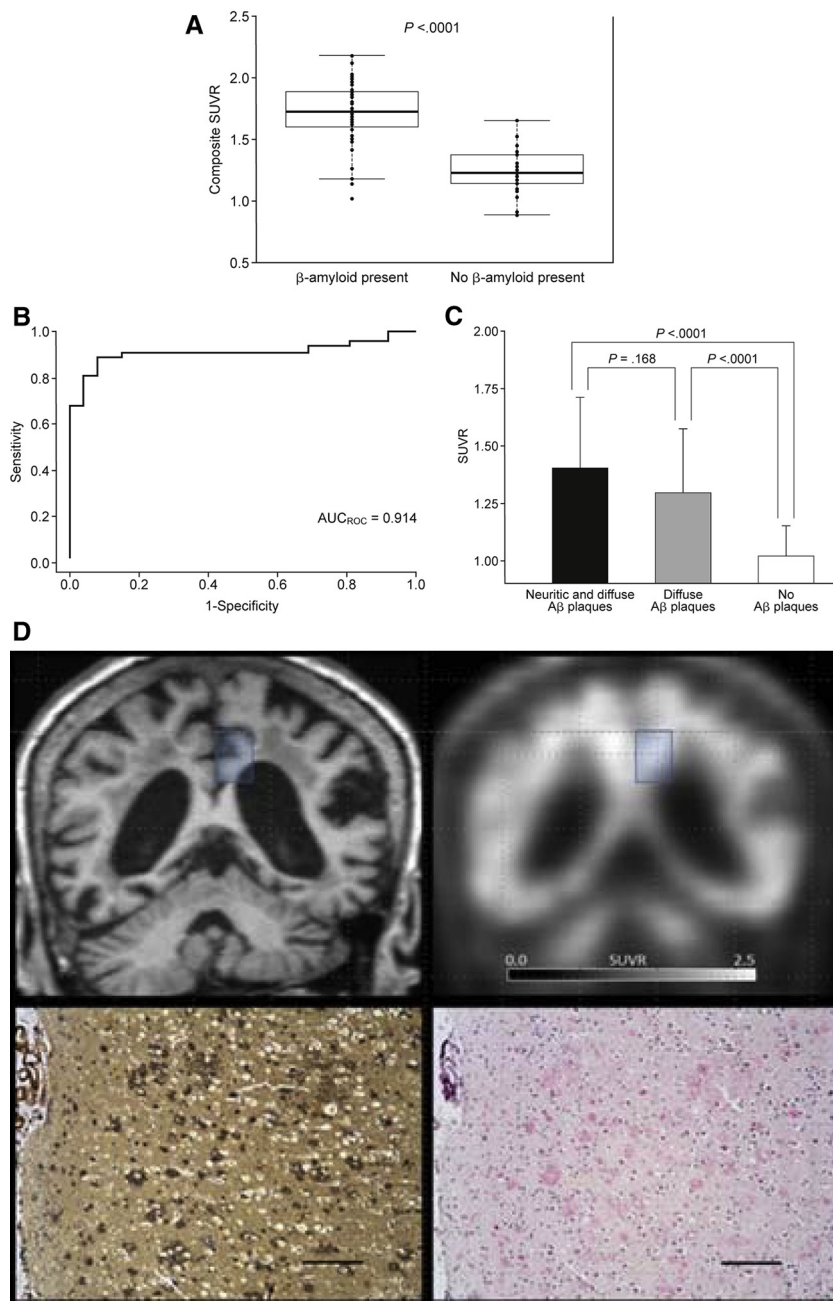 A
P <.0001
Composite SUVR
2.5
2.0
1.5
1.0
0.5
β-amyloid present
No β-amyloid present
B
Sensitivity
1.0
0.8
0.6
0.4
0.2
0.0
AUCROC = 0.914
0.0 0.2 0.4 0.6 0.8 1.0
1-Specificity
C
SUVR
2.00
1.75
1.50
1.25
1.00
P <.0001
P = .168
P <.0001
Neuritic and diffuse
Aβ plaques
Diffuse
Aβ plaques
No
Aβ plaques
D
0.0 SUVR 2.5